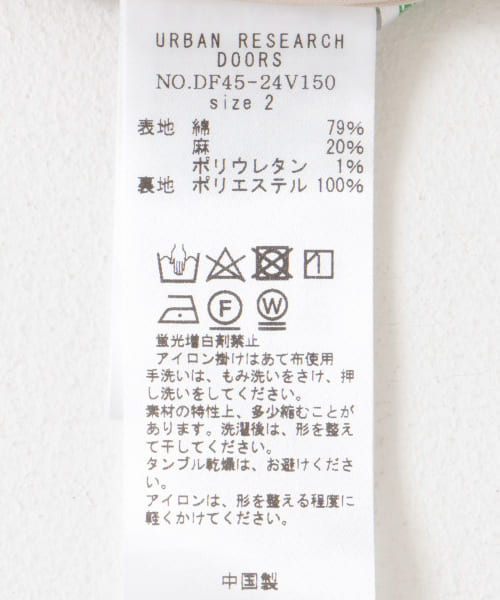 URBAN RESEARCH
DOORS
NO.DF45-24V150
size 2
表地 綿 79%
麻 20%
ポリウレタン 1%
裏地 ポリエステル 100%
F W
蛍光増白剤禁止
アイロン掛けはあて布使用
手洗いは、もみ洗いをさけ、押
し洗いをしてください。
素材の特性上、多少縮むことが
あります。洗濯後は、形を整え
て干してください。
タンブル乾燥は、お避けくださ
い。
アイロンは、形を整える程度に
軽くかけてください。
中国製